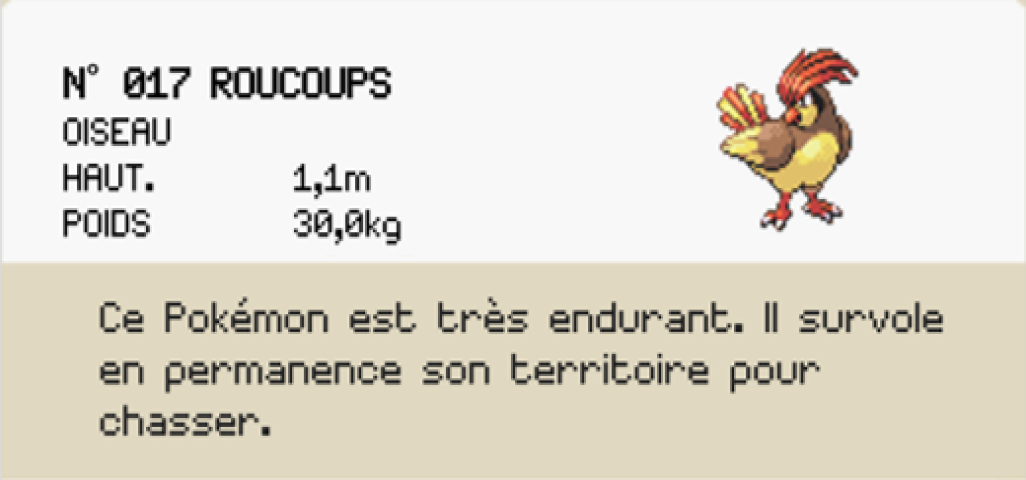 N° 017 ROUCOUPS
OISEAU
HAUT. 1,1m
POIDS 30,0kg
Ce Pokémon est très endurant. Il survole
en permanence son territoire pour
chasser.